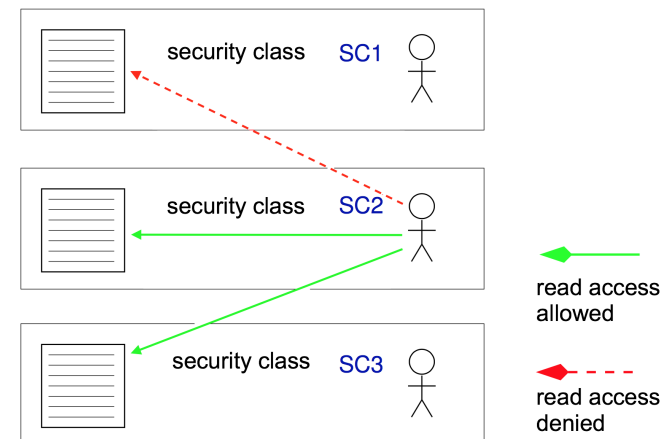 security class SC1
security class SC2
read access
allowed
security class SC3
read access
denied